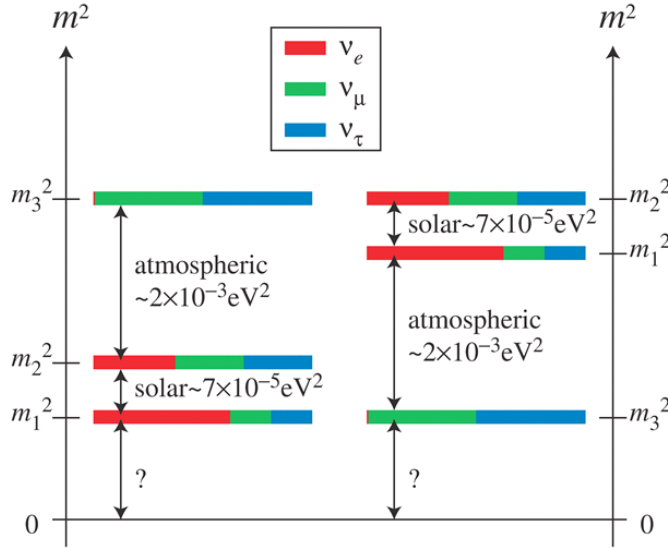 m²
m²
νₑ
ν_μ
ν_τ
m₃²
m₂²
solar~7×10⁻⁵eV²
m₁²
atmospheric
~2×10⁻³eV²
atmospheric
~2×10⁻³eV²
m₂²
solar~7×10⁻⁵eV²
m₁²
m₃²
?
?
0
0